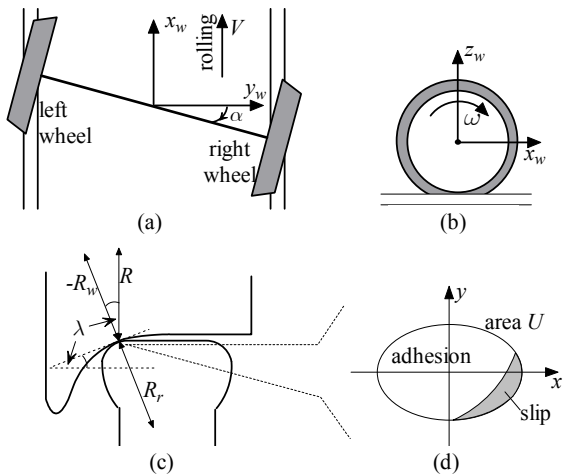 x_w
rolling
V
y_w
α
left
wheel
right
wheel
(a)
z_w
ω
x_w
(b)
-R_w
R
λ
R_r
(c)
y
area U
adhesion
x
slip
(d)